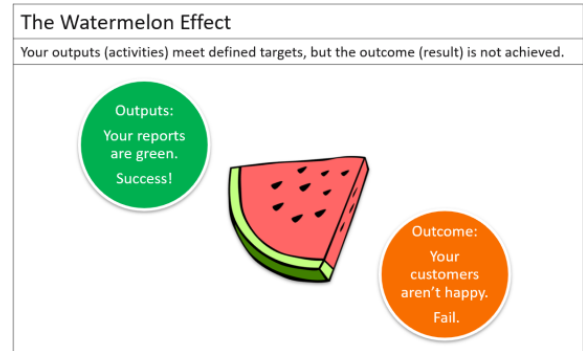 The Watermelon Effect
Your outputs (activities) meet defined targets, but the outcome (result) is not achieved.
Outputs:
Your reports
are green.
Success!
Outcome:
Your
customers
aren't happy.
Fail.